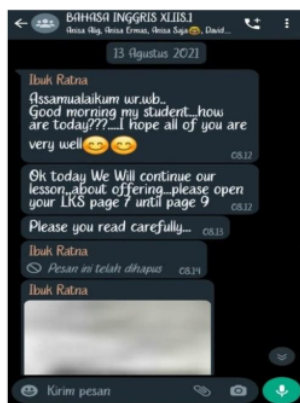 BAHASA INGGRIS XI.IIS.1
Anisa Alig, Anisa Ermas, Anisa Saja😂, David...
13 Agustus 2021
Ibuk Ratna
Assamualaikum wr.wb..
Good morning my student...how
are today???....I hope all of you are
very well😊😊
08.12
Ok today We Will continue our
lesson,,about offering...please open
your LKS page 7 until page 9 08.12
Please you read carefully... 08.13
Ibuk Ratna
Pesan ini telah dihapus 08.14
Ibuk Ratna
Kirim pesan